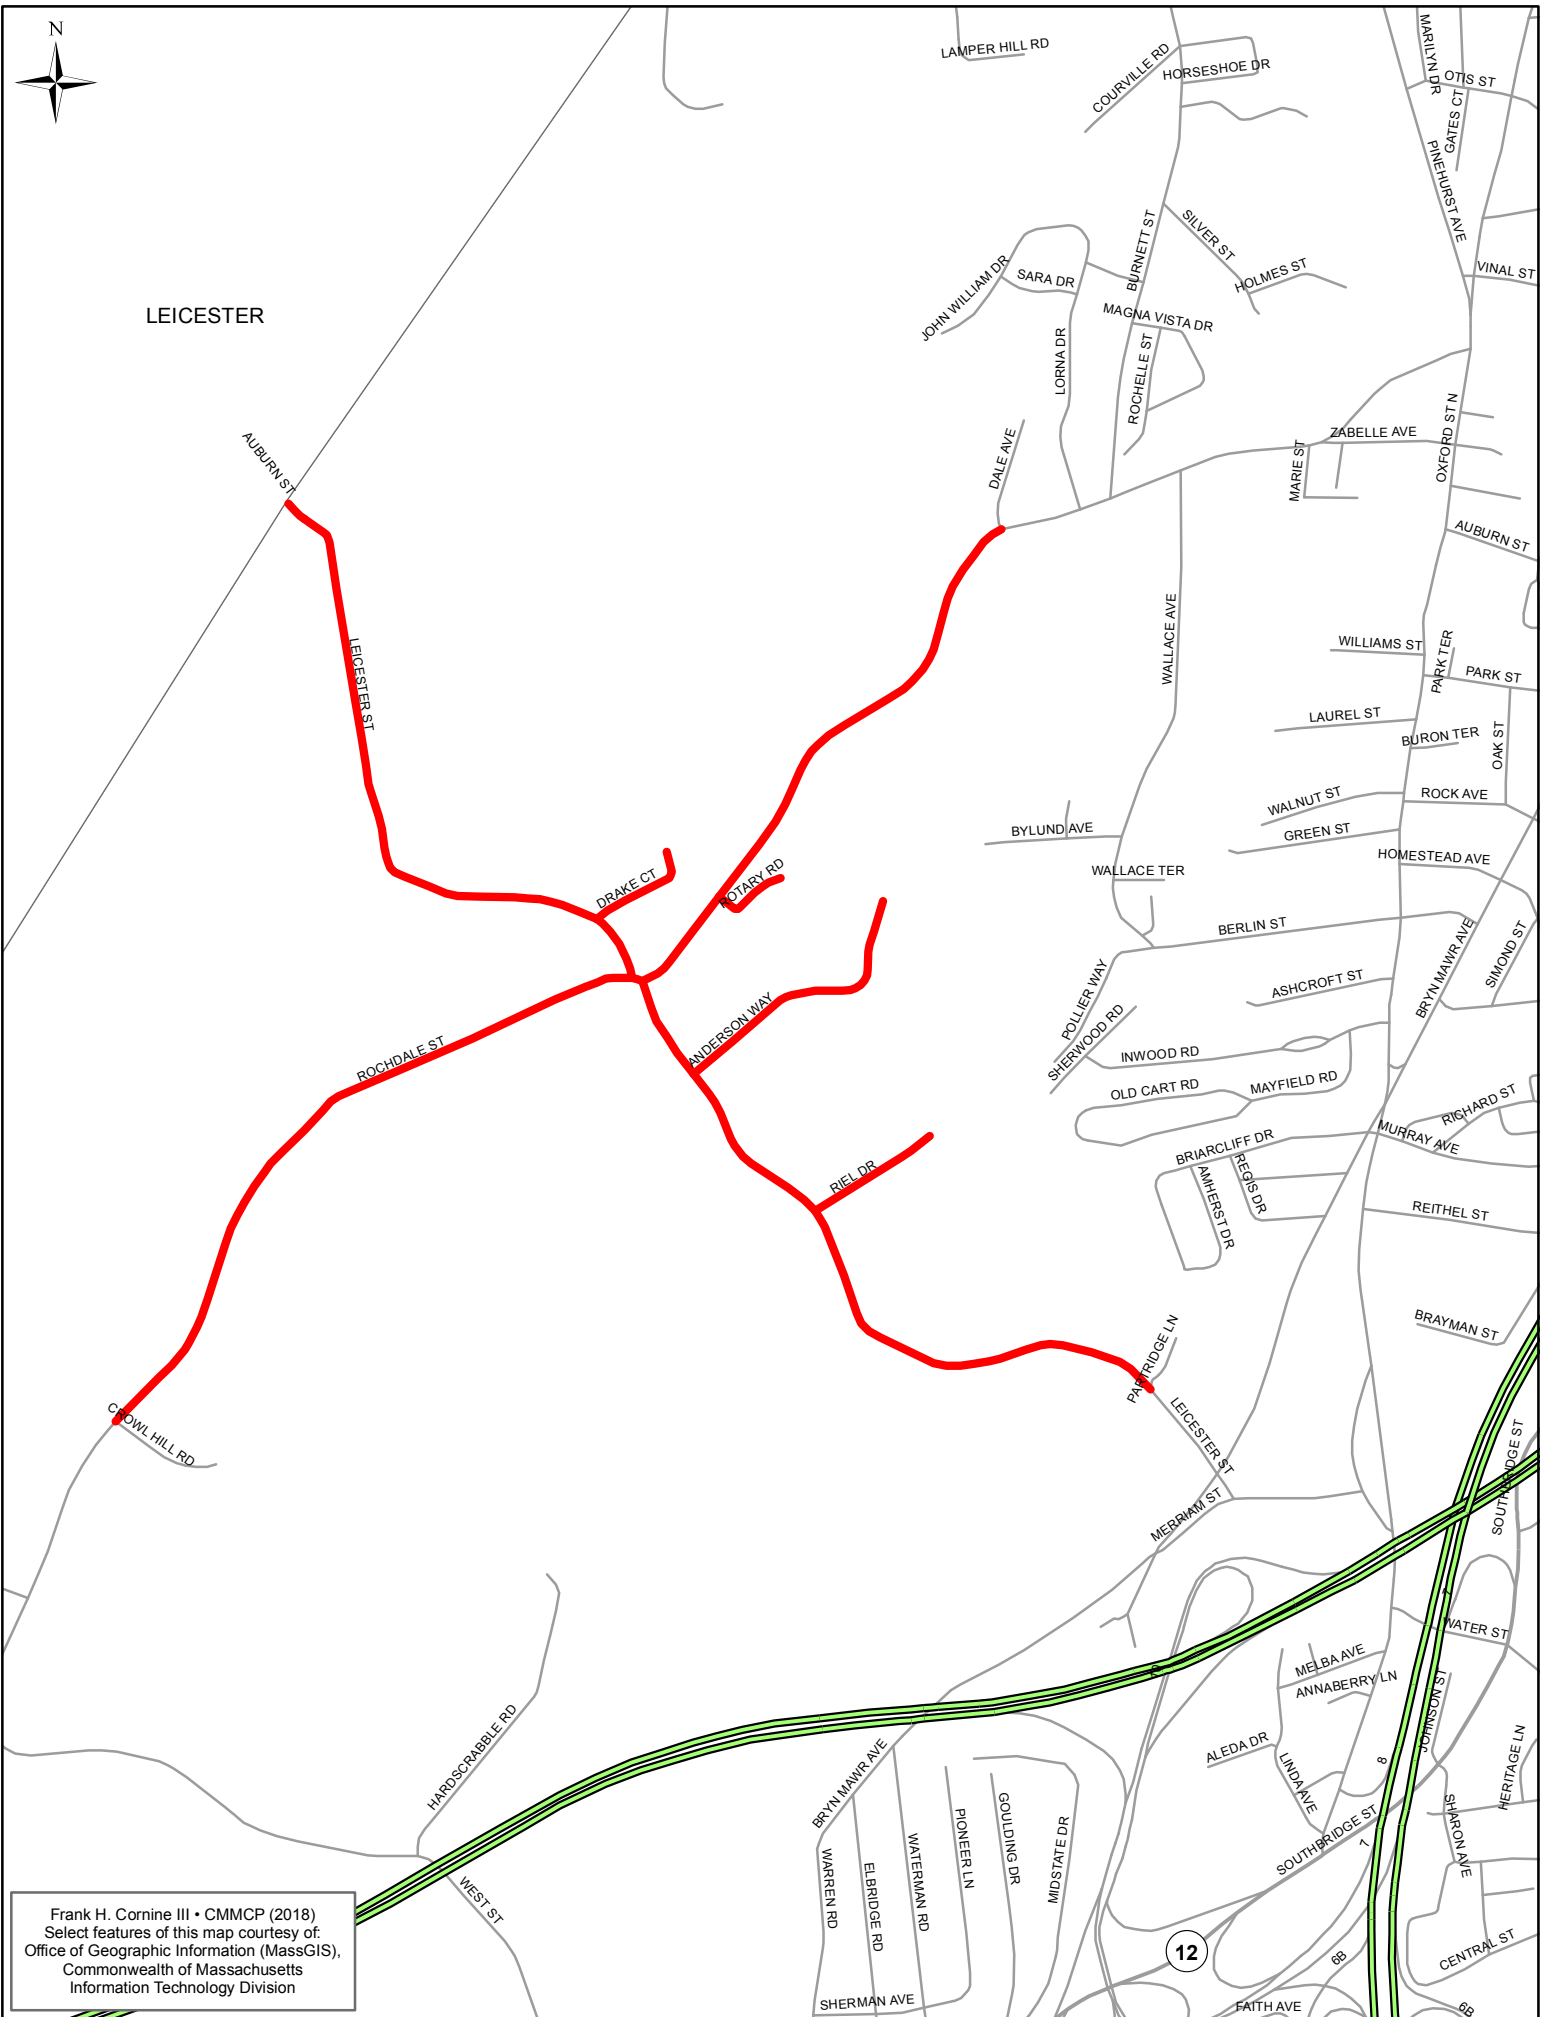 N
LAMPER HILL RD
COURVILLE RD
HORSESHOE DR
MARILYN DR
OTIS ST
GATES CT
PINEHURST AVE
SILVER ST
BURNETT ST
JOHN WILLIAM DR
SARA DR
HOLMES ST
VINAL ST
LEICESTER
MAGNA VISTA DR
LORNA DR
ROCHELLE ST
AUBURN ST
DALE AVE
ZABELLE AVE
MARIE ST
OXFORD ST N
AUBURN ST
WALLACE AVE
WILLIAMS ST
PARK TER
PARK ST
LEICESTER ST
LAUREL ST
BURON TER
OAK ST
WALNUT ST
ROCK AVE
BYLUND AVE
GREEN ST
HOMESTEAD AVE
WALLACE TER
DRAKE CT
ROTARY RD
BERLIN ST
BRYN MAWR AVE
SIMOND ST
POLLIER WAY
ASHCROFT ST
ANDERSON WAY
SHERWOOD RD
ROCHDALE ST
INWOOD RD
OLD CART RD
MAYFIELD RD
RICHARD ST
MURRAY AVE
BRIARCLIFF DR
RIEL DR
AMHERST DR
REGIS DR
REITHEL ST
BRAYMAN ST
PARTRIDGE LN
CROWL HILL RD
LEICESTER ST
SOUTHBRIDGE ST
MERRIAM ST
7
WATER ST
10
MELBA AVE
ANNABERRY LN
JOHNSON ST
HARDSCRABBLE RD
ALEDA DR
LINDA AVE
8
HERITAGE LN
BRYN MAWR AVE
PIONEER LN
GOULDING DR
MIDSTATE DR
SOUTHBRIDGE ST
7
SHARON AVE
WARREN RD
ELBRIDGE RD
WATERMAN RD
WEST ST
12
6B
CENTRAL ST
SHERMAN AVE
FAITH AVE
6B
Frank H. Cornine III • CMMCP (2018)
Select features of this map courtesy of:
Office of Geographic Information (MassGIS),
Commonwealth of Massachusetts
Information Technology Division